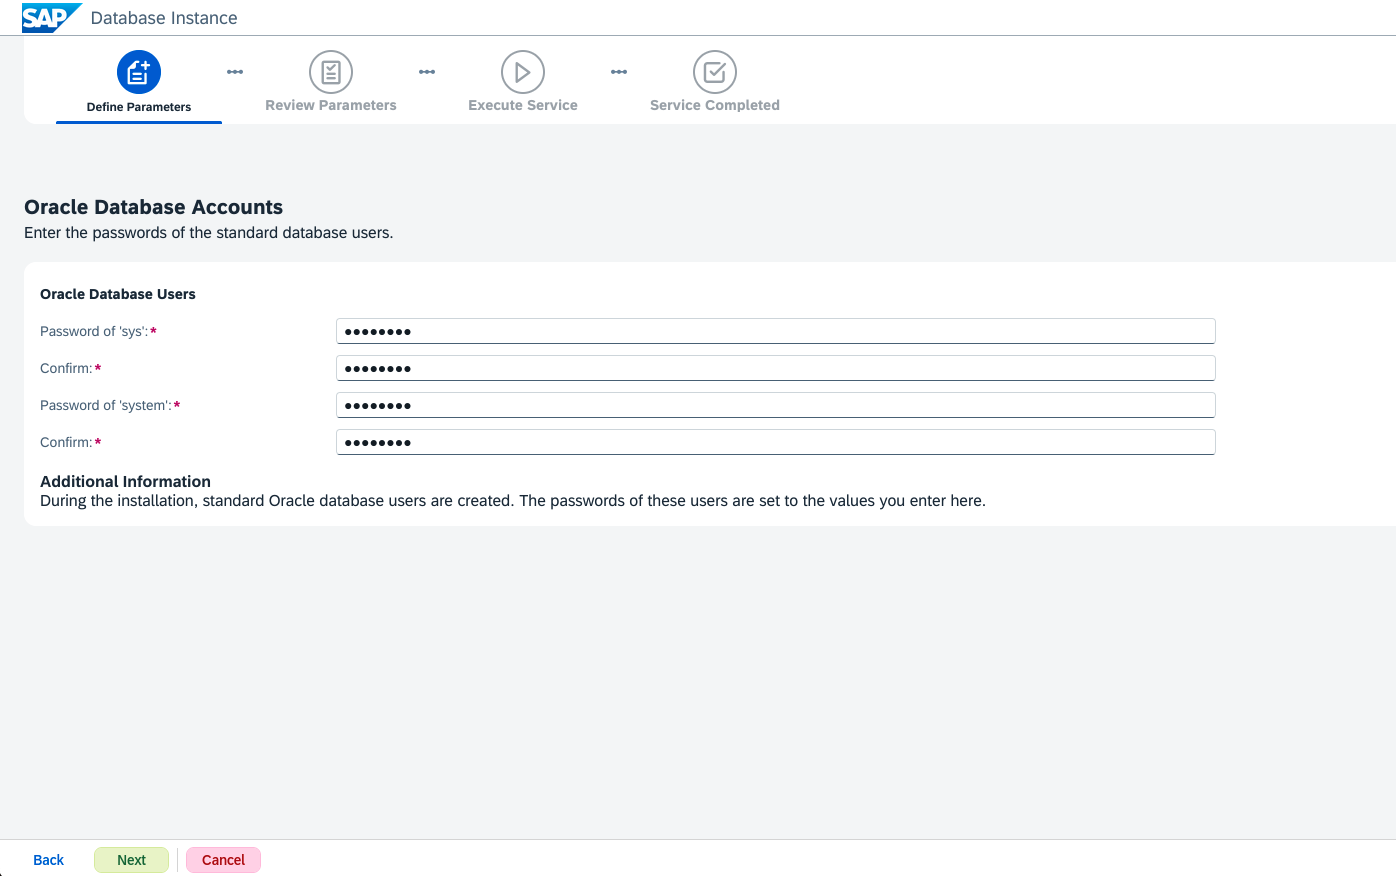 SAP Database Instance
Define Parameters
Review Parameters
Execute Service
Service Completed
Oracle Database Accounts
Enter the passwords of the standard database users.
Oracle Database Users
Password of 'sys':* ●●●●●●●●
Confirm:* ●●●●●●●●
Password of 'system':* ●●●●●●●●
Confirm:* ●●●●●●●●
Additional Information
During the installation, standard Oracle database users are created. The passwords of these users are set to the values you enter here.
Back Next Cancel